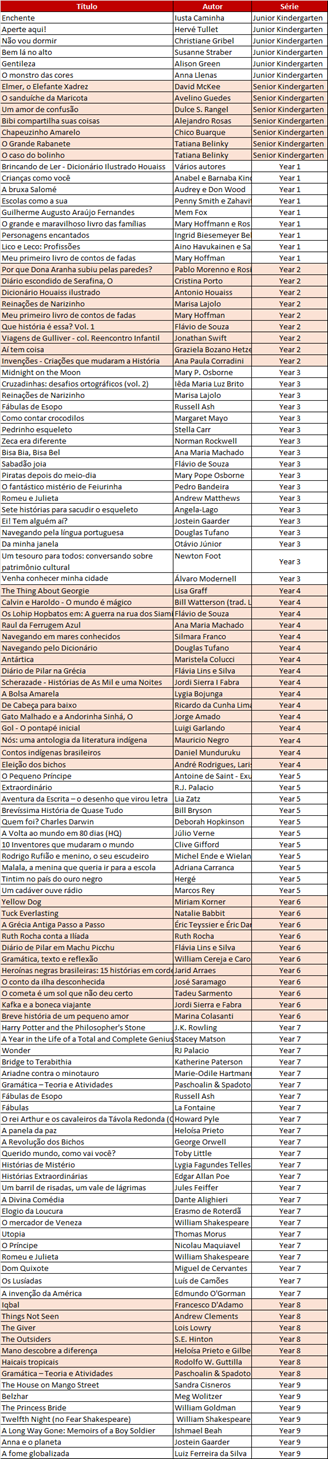 Título Autor Série
Enchente Iusta Caminha Junior Kindergarten
Aperte aqui! Hervé Tullet Junior Kindergarten
Não vou dormir Christiane Gribel Junior Kindergarten
Bem lá no alto Susanne Straber Junior Kindergarten
Gentileza Alison Green Junior Kindergarten
O monstro das cores Anna Llenas Junior Kindergarten
Elmer, o Elefante Xadrez David McKee Senior Kindergarten
O sanduíche da Maricota Avelino Guedes Senior Kindergarten
Um amor de confusão Dulce S. Rangel Senior Kindergarten
Bibi compartilha suas coisas Alejandro Rosas Senior Kindergarten
Chapeuzinho Amarelo Chico Buarque Senior Kindergarten
O Grande Rabanete Tatiana Belinky Senior Kindergarten
O caso do bolinho Tatiana Belinky Senior Kindergarten
Brincando de Ler - Dicionário Ilustrado Houaiss Vários autores Year 1
Crianças como você Anabel e Barnaba Kin Year 1
A bruxa Salomé Audrey e Don Wood Year 1
Escolas como a sua Penny Smith e Zahavit Year 1
Guilherme Augusto Araújo Fernandes Mem Fox Year 1
O grande e maravilhoso livro das famílias Mary Hoffmann e Ros Year 1
Personagens encantados Ingrid Biesemeyer Be Year 1
Lico e Leco: Profissões Aino Havukainen e Sa Year 1
Meu primeiro livro de contos de fadas Mary Hoffman Year 1
Por que Dona Aranha subiu pelas paredes? Pablo Morenno e Rosi Year 2
Diário escondido de Serafina, O Cristina Porto Year 2
Dicionário Houaiss ilustrado Antonio Houaiss Year 2
Reinações de Narizinho Marisa Lajolo Year 2
Meu primeiro livro de contos de fadas Mary Hoffman Year 2
Que história é essa? Vol. 1 Flávio de Souza Year 2
Viagens de Gulliver - col. Reencontro Infantil Jonathan Swift Year 2
Aí tem coisa Graziela Bozano Hetze Year 2
Invenções - Criações que mudaram a História Ana Paula Corradini Year 2
Midnight on the Moon Mary P. Osborne Year 3
Cruzadinhas: desafios ortográficos (vol. 2) Iêda Maria Luz Brito Year 3
Reinações de Narizinho Marisa Lajolo Year 3
Fábulas de Esopo Russell Ash Year 3
Como contar crocodilos Margaret Mayo Year 3
Pedrinho esqueleto Stella Carr Year 3
Zeca era diferente Norman Rockwell Year 3
Bisa Bia, Bisa Bel Ana Maria Machado Year 3
Sabadão joia Flávio de Souza Year 3
Piratas depois do meio-dia Mary Pope Osborne Year 3
O fantástico mistério de Feiurinha Pedro Bandeira Year 3
Romeu e Julieta Andrew Matthews Year 3
Sete histórias para sacudir o esqueleto Angela-Lago Year 3
Ei! Tem alguém aí? Jostein Gaarder Year 3
Navegando pela língua portuguesa Douglas Tufano Year 3
Da minha janela Otávio Júnior Year 3
Um tesouro para todos: conversando sobre
patrimônio cultural Newton Foot Year 3
Venha conhecer minha cidade Álvaro Modernell Year 3
The Thing About Georgie Lisa Graff Year 4
Calvin e Haroldo - O mundo é mágico Bill Watterson (trad. L Year 4
Os Lohip Hopbatos em: A guerra na rua dos Siami Flávio de Souza Year 4
Raul da Ferrugem Azul Ana Maria Machado Year 4
Navegando em mares conhecidos Silmara Franco Year 4
Navegando pelo Dicionário Douglas Tufano Year 4
Antártica Maristela Colucci Year 4
Diário de Pilar na Grécia Flávia Lins e Silva Year 4
Scherazade - Histórias de As Mil e uma Noites Jordi Sierra I Fabra Year 4
A Bolsa Amarela Lygia Bojunga Year 4
De Cabeça para baixo Ricardo da Cunha Lima Year 4
Gato Malhado e a Andorinha Sinhá, O Jorge Amado Year 4
Gol - O pontapé inicial Luigi Garlando Year 4
Nós: uma antologia da literatura indígena Mauricio Negro Year 4
Contos indígenas brasileiros Daniel Munduruku Year 4
Eleição dos bichos André Rodrigues, Laris Year 4
O Pequeno Príncipe Antoine de Saint - Exu Year 5
Extraordinário R.J. Palacio Year 5
Aventura da Escrita – o desenho que virou letra Lia Zatz Year 5
Brevíssima História de Quase Tudo Bill Bryson Year 5
Quem foi? Charles Darwin Deborah Hopkinson Year 5
A Volta ao Mundo em 80 dias (HQ) Júlio Verne Year 5
10 Inventores que mudaram o mundo Clive Gifford Year 5
Rodrigo Rufião e menino, o seu escudeiro Michel Ende e Wielan Year 5
Malala, a menina que queria ir para a escola Adriana Carranca Year 5
Tintim no país do ouro negro Hergé Year 5
Um cadáver ouve rádio Marcos Rey Year 5
Yellow Dog Miriam Korner Year 6
Tuck Everlasting Natalie Babbit Year 6
A Grécia Antiga Passo a Passo Éric Teyssier e Éric Dar Year 6
Ruth Rocha conta a Ilíada Ruth Rocha Year 6
Diário de Pilar em Machu Picchu Flávia Lins e Silva Year 6
Gramática, texto e reflexão William Cereja e Caro Year 6
Heroínas negras brasileiras: 15 histórias em corde Jarid Arraes Year 6
O conto da ilha desconhecida José Saramago Year 6
O cometa é um sol que não deu certo Tadeu Sarmento Year 6
Kafka e a boneca viajante Jordi Sierra e Fabra Year 6
Breve história de um pequeno amor Marina Colasanti Year 6
Harry Potter and the Philosopher's Stone J.K. Rowling Year 7
A Year in the Life of a Total and Complete Genius Stacey Matson Year 7
Wonder RJ Palacio Year 7
Bridge to Terabithia Katherine Paterson Year 7
Ariadne contra o minotauro Marie-Odile Hartmann Year 7
Gramática – Teoria e Atividades Paschoalin & Spadoto Year 7
Fábulas de Esopo Russell Ash Year 7
Fábulas La Fontaine Year 7
O rei Arthur e os cavaleiros da Távola Redonda (C Howard Pyle Year 7
A panela da paz Heloísa Prieto Year 7
A Revolução dos Bichos George Orwell Year 7
Querido mundo, como vai você? Toby Little Year 7
Histórias de Mistério Lygia Fagundes Telles Year 7
Histórias Extraordinárias Edgar Allan Poe Year 7
Um barril de risadas, um vale de lágrimas Jules Feiffer Year 7
A Divina Comédia Dante Alighieri Year 7
Elogio da Loucura Erasmo de Roterdã Year 7
O mercador de Veneza William Shakespeare Year 7
Utopia Thomas Morus Year 7
O Príncipe Nicolau Maquiavel Year 7
Romeu e Julieta William Shakespeare Year 7
Dom Quixote Miguel de Cervantes Year 7
Os Lusíadas Luís de Camões Year 7
A invenção da América Edmundo O'Gorman Year 7
Iqbal Francesco D'Adamo Year 8
Things Not Seen Andrew Clements Year 8
The Giver Lois Lowry Year 8
The Outsiders S.E. Hinton Year 8
Mano descobre a diferença Heloísa Prieto e Gilbe Year 8
Haicais tropicais Rodolfo W. Guttilla Year 8
Gramática – Teoria e Atividades Paschoalin & Spadoto Year 8
The House on Mango Street Sandra Cisneros Year 9
Belzhar Meg Wolitzer Year 9
The Princess Bride William Goldman Year 9
Twelfth Night (no Fear Shakespeare) William Shakespeare Year 9
A Long Way Gone: Memoirs of a Boy Soldier Ishmael Beah Year 9
Anna e o planeta Jostein Gaarder Year 9
A fome globalizada Luiz Ferreira da Silva Year 9